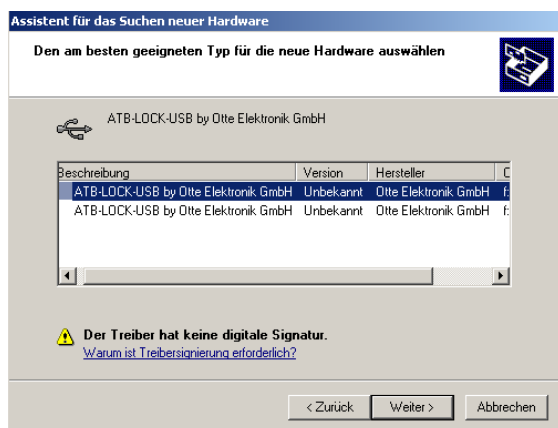 Assistent für das Suchen neuer Hardware
Den am besten geeigneten Typ für die neue Hardware auswählen
ATB-LOCK-USB by Otte Elektronik GmbH
Beschreibung Version Hersteller
ATB-LOCK-USB by Otte Elektronik GmbH Unbekannt Otte Elektronik GmbH f:
ATB-LOCK-USB by Otte Elektronik GmbH Unbekannt Otte Elektronik GmbH f:
Der Treiber hat keine digitale Signatur.
Warum ist Treibersignierung erforderlich?
< Zurück Weiter > Abbrechen